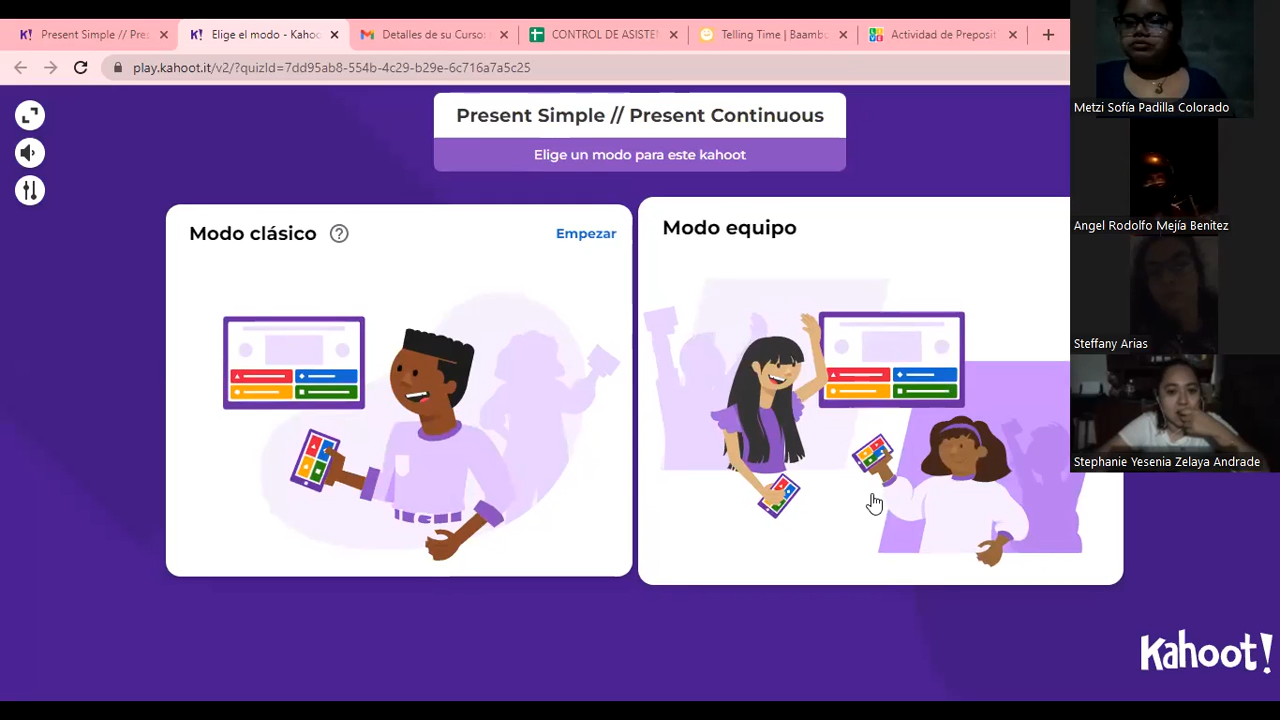 Present Simple // Pre
Elige el modo - Kahoo
Detalles de su Curso
CONTROL DE ASISTE
Telling Time | Baamboo
Actividad de Preposit
play.kahoot.it/v2/?quizId=7dd95ab8-554b-4c29-b29e-6c716a7a5c25
Present Simple // Present Continuous
Elige un modo para este kahoot
Modo clásico ?
Empezar
Modo equipo
Metzi Sofía Padilla Colorado
Angel Rodolfo Mejía Benitez
Steffany Arias
Stephanie Yesenia Zelaya Andrade
Kahoot!